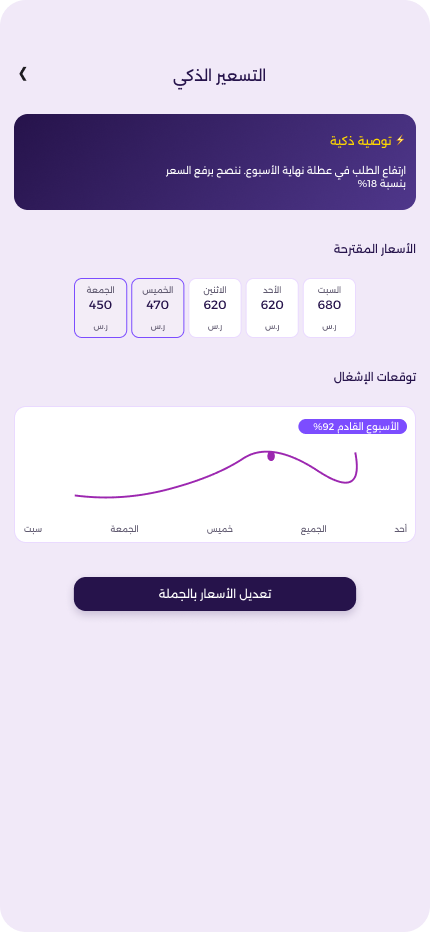 التسعير الذكي
توصية ذكية
ارتفاع الطلب في عطلة نهاية الأسبوع. ننصح برفع السعر
بنسبة 18%
الأسعار المقترحة
السبت
680
ر.س
الأحد
620
ر.س
الاثنين
620
ر.س
الخميس
470
ر.س
الجمعة
450
ر.س
توقعات الإشغال
الأسبوع القادم 92%
أحد الجميع خميس الجمعة سبت
تعديل الأسعار بالجملة